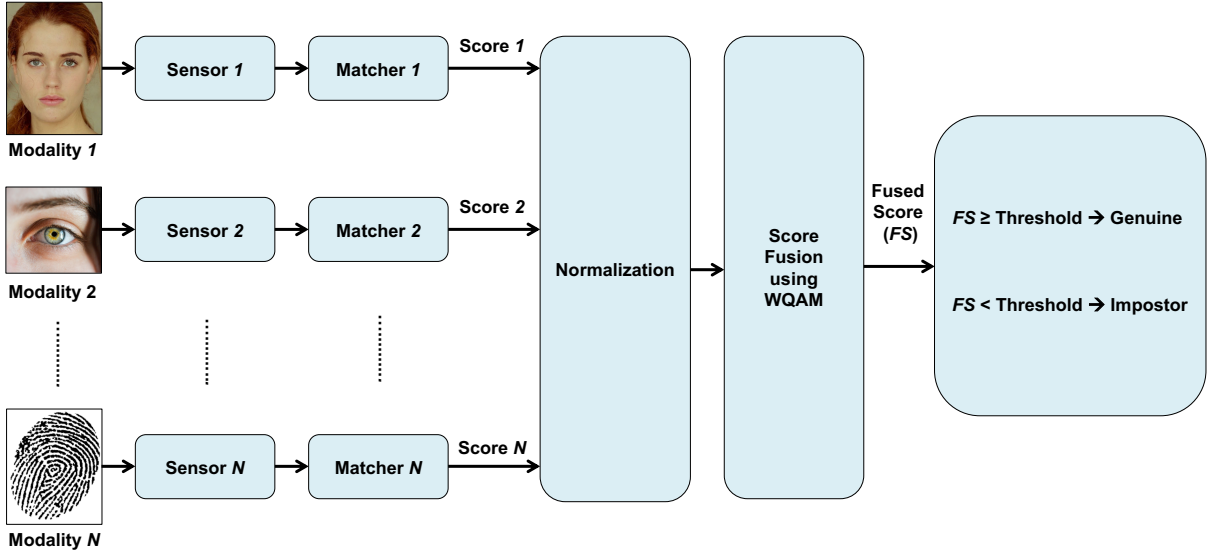 Modality 1
Sensor 1
Matcher 1
Score 1
Modality 2
Sensor 2
Matcher 2
Score 2
Modality N
Sensor N
Matcher N
Score N
Normalization
Score
Fusion
using
WQAM
Fused
Score
(FS)
FS ≥ Threshold → Genuine
FS < Threshold → Impostor